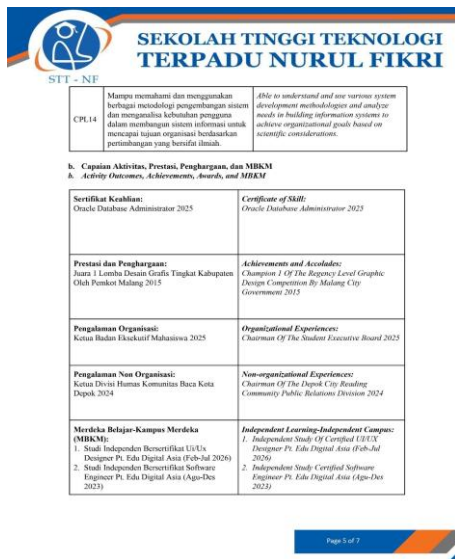 SEKOLAH TINGGI TEKNOLOGI
TERPADU NURUL FIKRI
STT - NF
CPL14
Mampu memahami dan menggunakan
berbagai metodologi pengembangan sistem
dan menganalisa kebutuhan pengguna
dalam membangun sistem informasi untuk
mencapai tujuan organisasi berdasarkan
pertimbangan yang bersifat ilmiah.
Able to understand and use various system
development methodologies and analyze
needs in building information systems to
achieve organizational goals based on
scientific considerations.
b. Capaian Aktivitas, Prestasi, Penghargaan, dan MBKM
b. Activity Outcomes, Achievements, Awards, and MBKM
Sertifikat Keahlian:
Oracle Database Administrator 2025
Certificate of Skill:
Oracle Database Administrator 2025
Prestasi dan Penghargaan:
Juara 1 Lomba Desain Grafis Tingkat Kabupaten
Oleh Pemkot Malang 2015
Achievements and Accolades:
Champion 1 Of The Regency Level Graphic
Design Competition By Malang City
Government 2015
Pengalaman Organisasi:
Ketua Badan Eksekutif Mahasiswa 2025
Organizational Experiences:
Chairman Of The Student Executive Board 2025
Pengalaman Non Organisasi:
Ketua Divisi Humas Komunitas Baca Kota
Depok 2024
Non-organizational Experiences:
Chairman Of The Depok City Reading
Community Public Relations Division 2024
Merdeka Belajar-Kampus Merdeka
(MBKM):
1. Studi Independen Bersertifikat Ui/Ux
Designer Pt. Edu Digital Asia (Feb-Jul 2026)
2. Studi Independen Bersertifikat Software
Engineer Pt. Edu Digital Asia (Agu-Des
2023)
Independent Learning-Independent Campus:
1. Independent Study Of Certified UI/UX
Designer Pt. Edu Digital Asia (Feb-Jul
2026)
2. Independent Study Certified Software
Engineer Pt. Edu Digital Asia (Agu-Des
2023)
Page 5 of 7